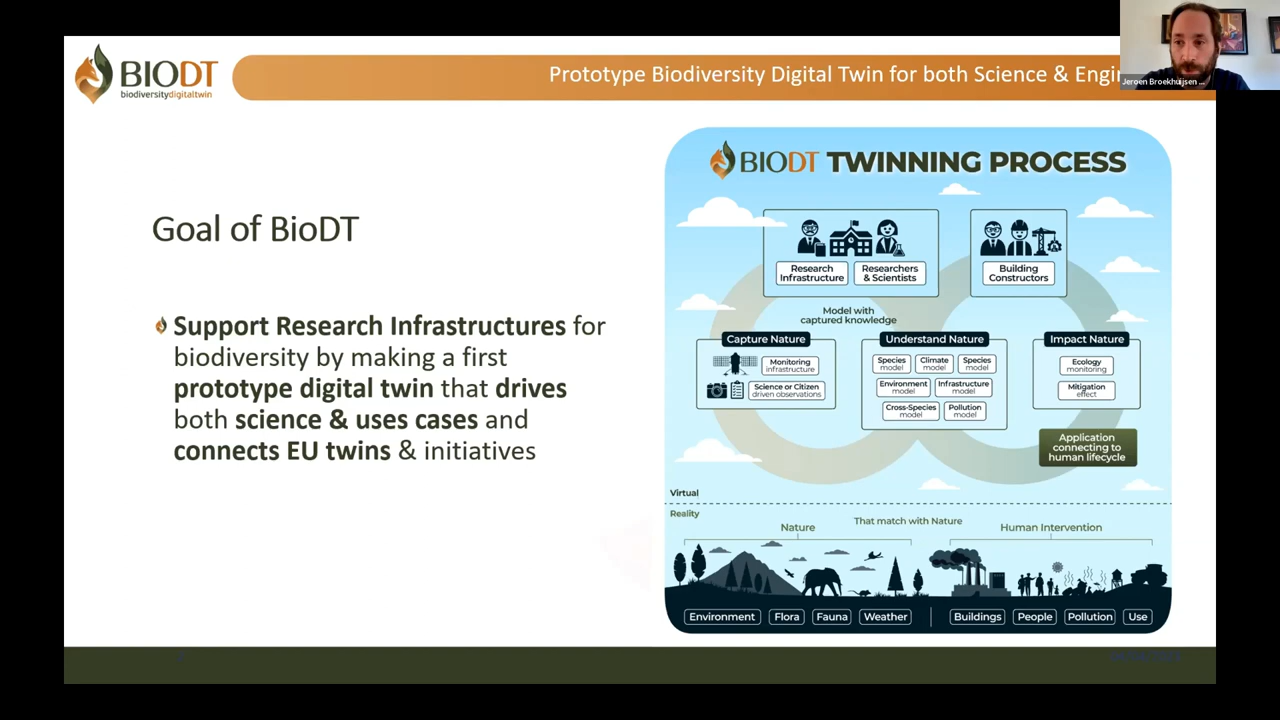 BIODT
biodiversitydigitaltwin
Prototype Biodiversity Digital Twin for both Science & Engi
Jeroen Broekhuijsen ...
Goal of BioDT
Support Research Infrastructures for
biodiversity by making a first
prototype digital twin that drives
both science & uses cases and
connects EU twins & initiatives
BIODT TWINNING PROCESS
Research
Infrastructure
Researchers
& Scientists
Building
Constructors
Model with
captured knowledge
Capture Nature
Monitoring
infrastructure
Science or Citizen
driven observations
Understand Nature
Species
model
Climate
model
Species
model
Environment
model
Infrastructure
model
Cross-Species
model
Pollution
model
Impact Nature
Ecology
monitoring
Mitigation
effect
Application
connecting to
human lifecycle
Virtual
Reality
Nature
That match with Nature
Human Intervention
Environment
Flora
Fauna
Weather
Buildings
People
Pollution
Use